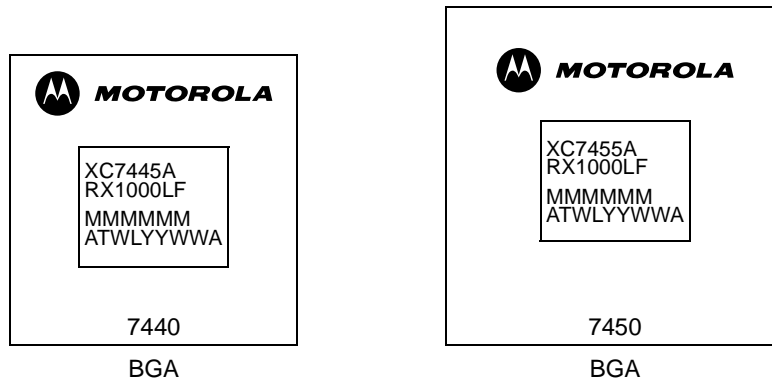 MOTOROLA
XC7445A
RX1000LF
MMMMMM
ATWLYYWWA
7440
BGA
MOTOROLA
XC7455A
RX1000LF
MMMMMM
ATWLYYWWA
7450
BGA